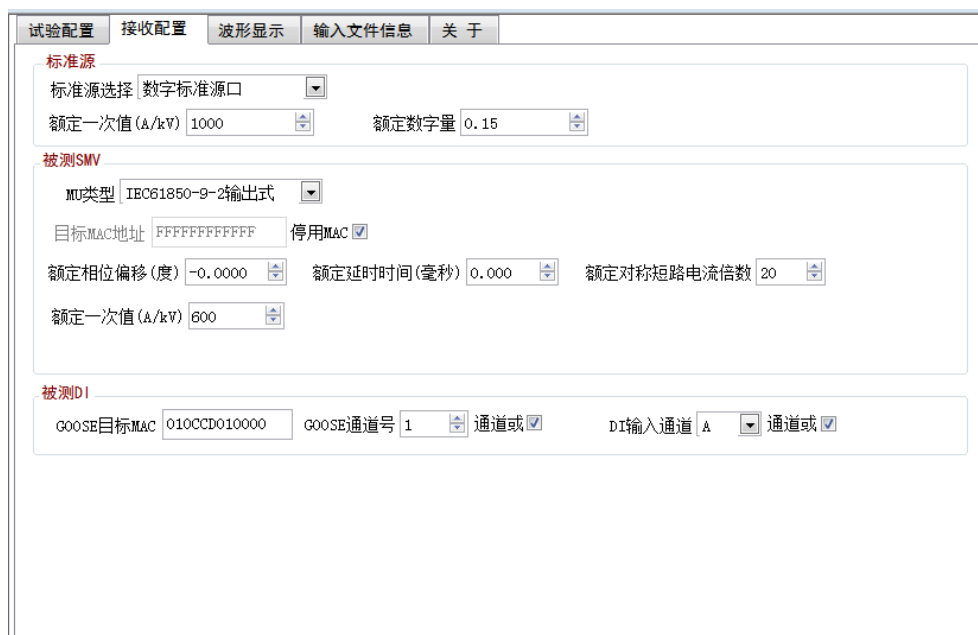 试验配置 接收配置 波形显示 输入文件信息 关 于
标准源
标准源选择 数字标准源口
额定一次值(A/kV) 1000 额定数字量 0.15
被测SMV
MU类型 IEC61850-9-2输出式
目标MAC地址 FFFFFFFFFFFF 停用MAC
额定相位偏移(度) -0.0000 额定延时时间(毫秒) 0.000 额定对称短路电流倍数 20
额定一次值(A/kV) 600
被测DI
GOOSE目标MAC 010CCD010000 GOOSE通道号 1 通道或 DI输入通道 A 通道或